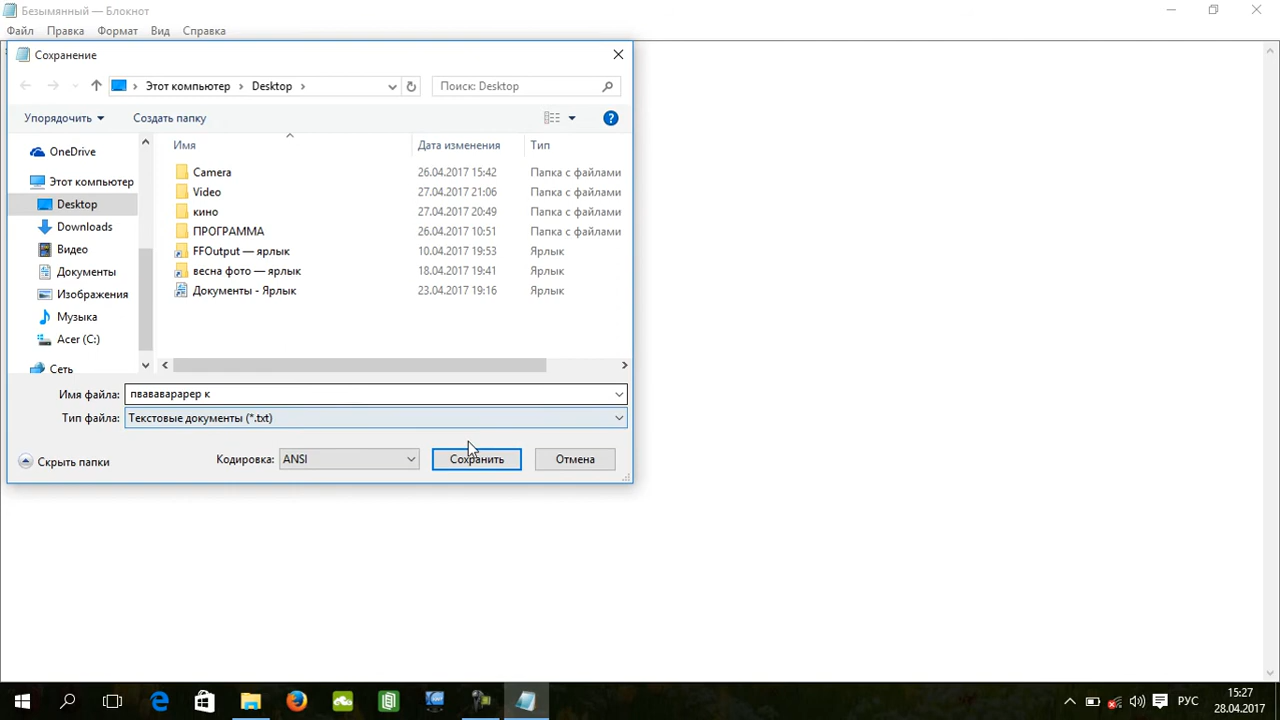 Безымянный — Блокнот
Файл Правка Формат Вид Справка
Сохранение
Этот компьютер Desktop
Поиск: Desktop
Упорядочить Создать папку
Имя Дата изменения Тип
OneDrive
Этот компьютер
Desktop
Downloads
Видео
Документы
Изображения
Музыка
Acer (C:)
Сеть
Camera 26.04.2017 15:42 Папка с файлами
Video 27.04.2017 21:06 Папка с файлами
кино 27.04.2017 20:49 Папка с файлами
ПРОГРАММА 26.04.2017 10:51 Папка с файлами
FFOutput — ярлык 10.04.2017 19:53 Ярлык
весна фото — ярлык 18.04.2017 19:41 Ярлык
Документы - Ярлык 23.04.2017 19:16 Ярлык
Имя файла: пвававарарер к
Тип файла: Текстовые документы (*.txt)
Скрыть папки Кодировка: ANSI Сохранить Отмена
РУС
15:27
28.04.2017